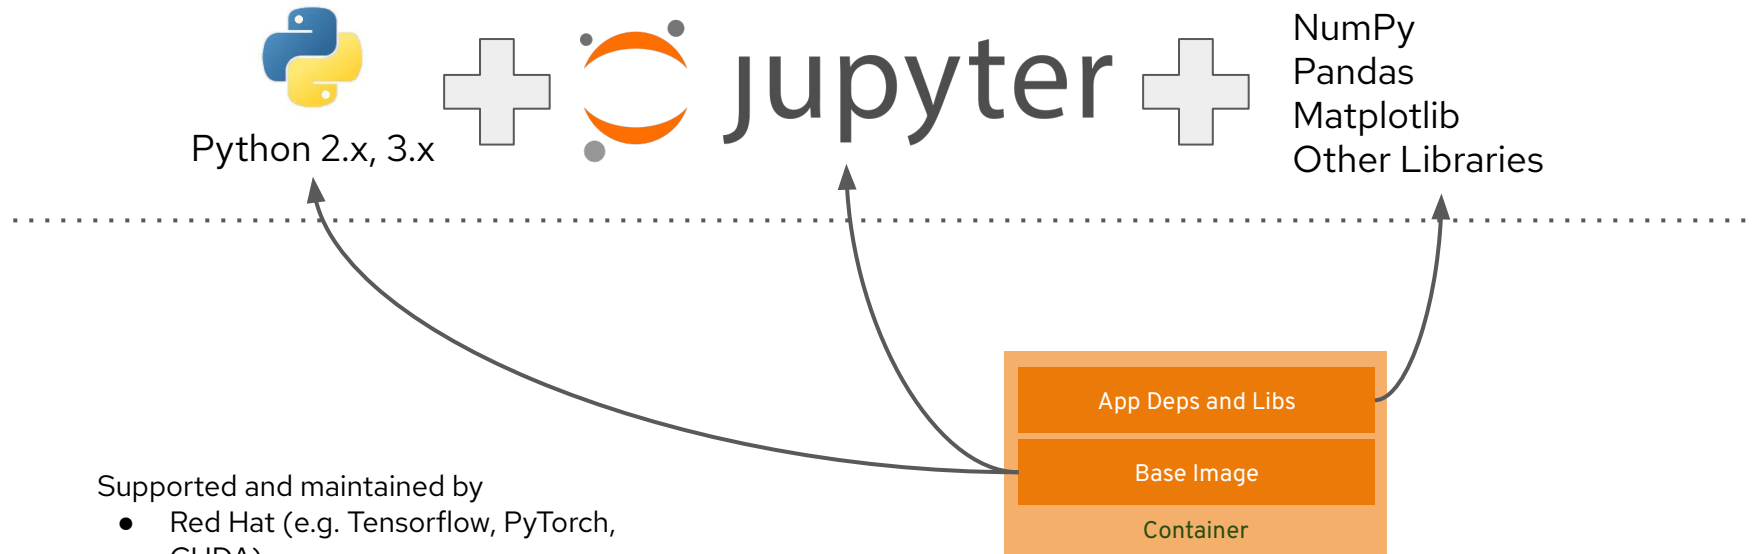 jupyter
Python 2.x, 3.x
NumPy
Pandas
Matplotlib
Other Libraries
App Deps and Libs
Base Image
Container
Supported and maintained by
● Red Hat (e.g. Tensorflow, PyTorch,
CUDA)